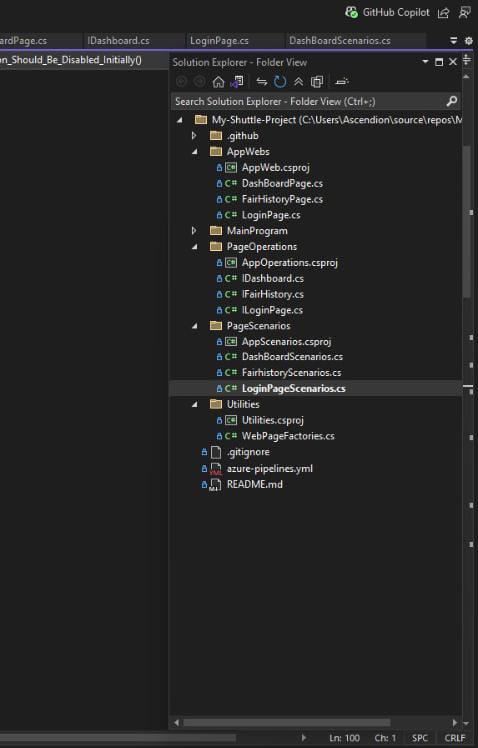 GitHub Copilot
ardPage.cs IDashboard.cs LoginPage.cs DashBoardScenarios.cs
on_Should_Be_Disabled_Initially()
Solution Explorer - Folder View
Search Solution Explorer - Folder View (Ctrl+;)
My-Shuttle-Project (C:\Users\Ascendion\source\repos\M
.github
AppWebs
C# AppWeb.csproj
C# DashBoardPage.cs
C# FairHistoryPage.cs
C# LoginPage.cs
MainProgram
PageOperations
C# AppOperations.csproj
C# IDashboard.cs
C# IFairHistory.cs
C# ILoginPage.cs
PageScenarios
C# AppScenarios.csproj
C# DashBoardScenarios.cs
C# FairhistoryScenarios.cs
C# LoginPageScenarios.cs
Utilities
C# Utilities.csproj
C# WebPageFactories.cs
.gitignore
YML azure-pipelines.yml
M↓ README.md
Ln: 100 Ch: 1 SPC CRLF